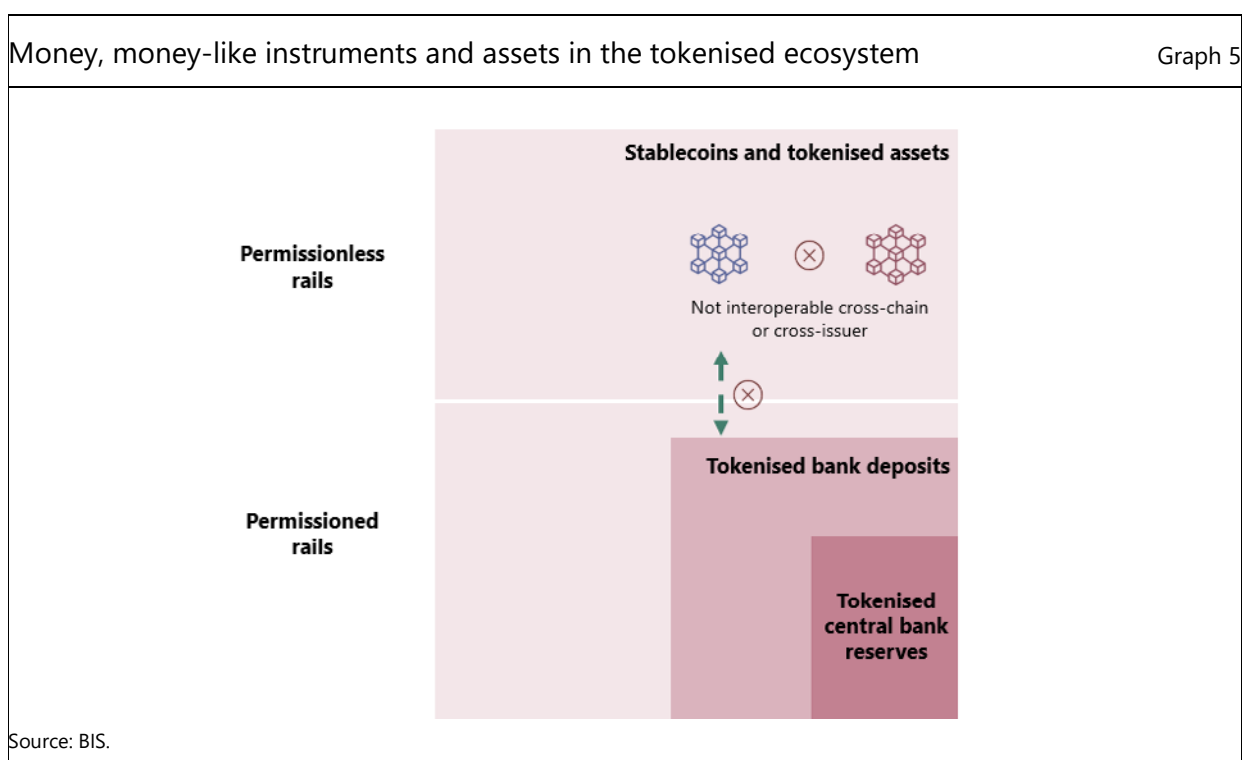 Money, money-like instruments and assets in the tokenised ecosystem
Graph 5
Stablecoins and tokenised assets
Permissionless
rails
Not interoperable cross-chain
or cross-issuer
Tokenised bank deposits
Permissioned
rails
Tokenised
central bank
reserves
Source: BIS.